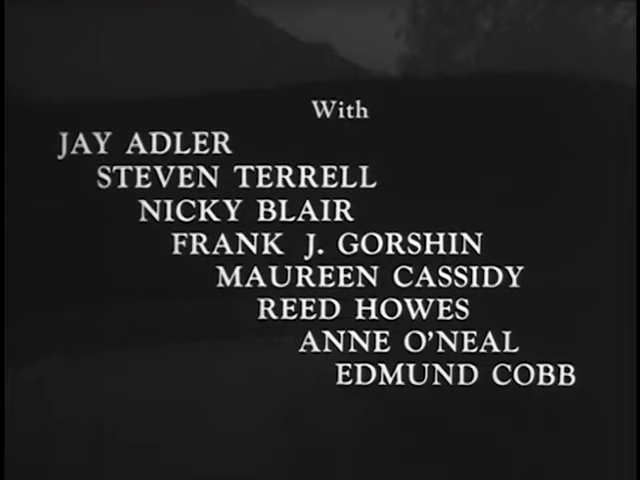 With
JAY ADLER
STEVEN TERRELL
NICKY BLAIR
FRANK J. GORSHIN
MAUREEN CASSIDY
REED HOWES
ANNE O'NEAL
EDMUND COBB